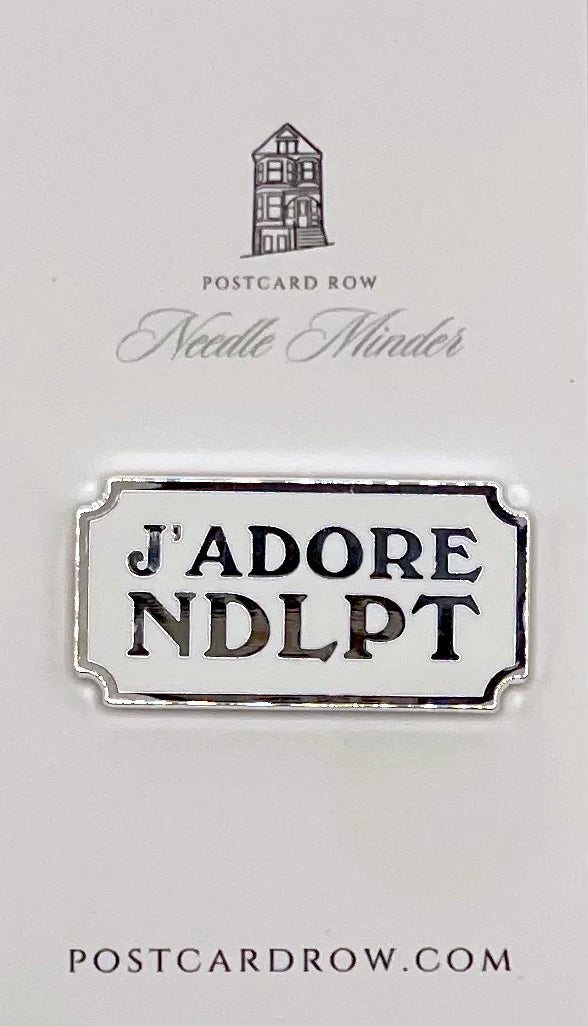 POSTCARD ROW
Needle Minder
J'ADORE
NDLPT
POSTCARDROW.COM